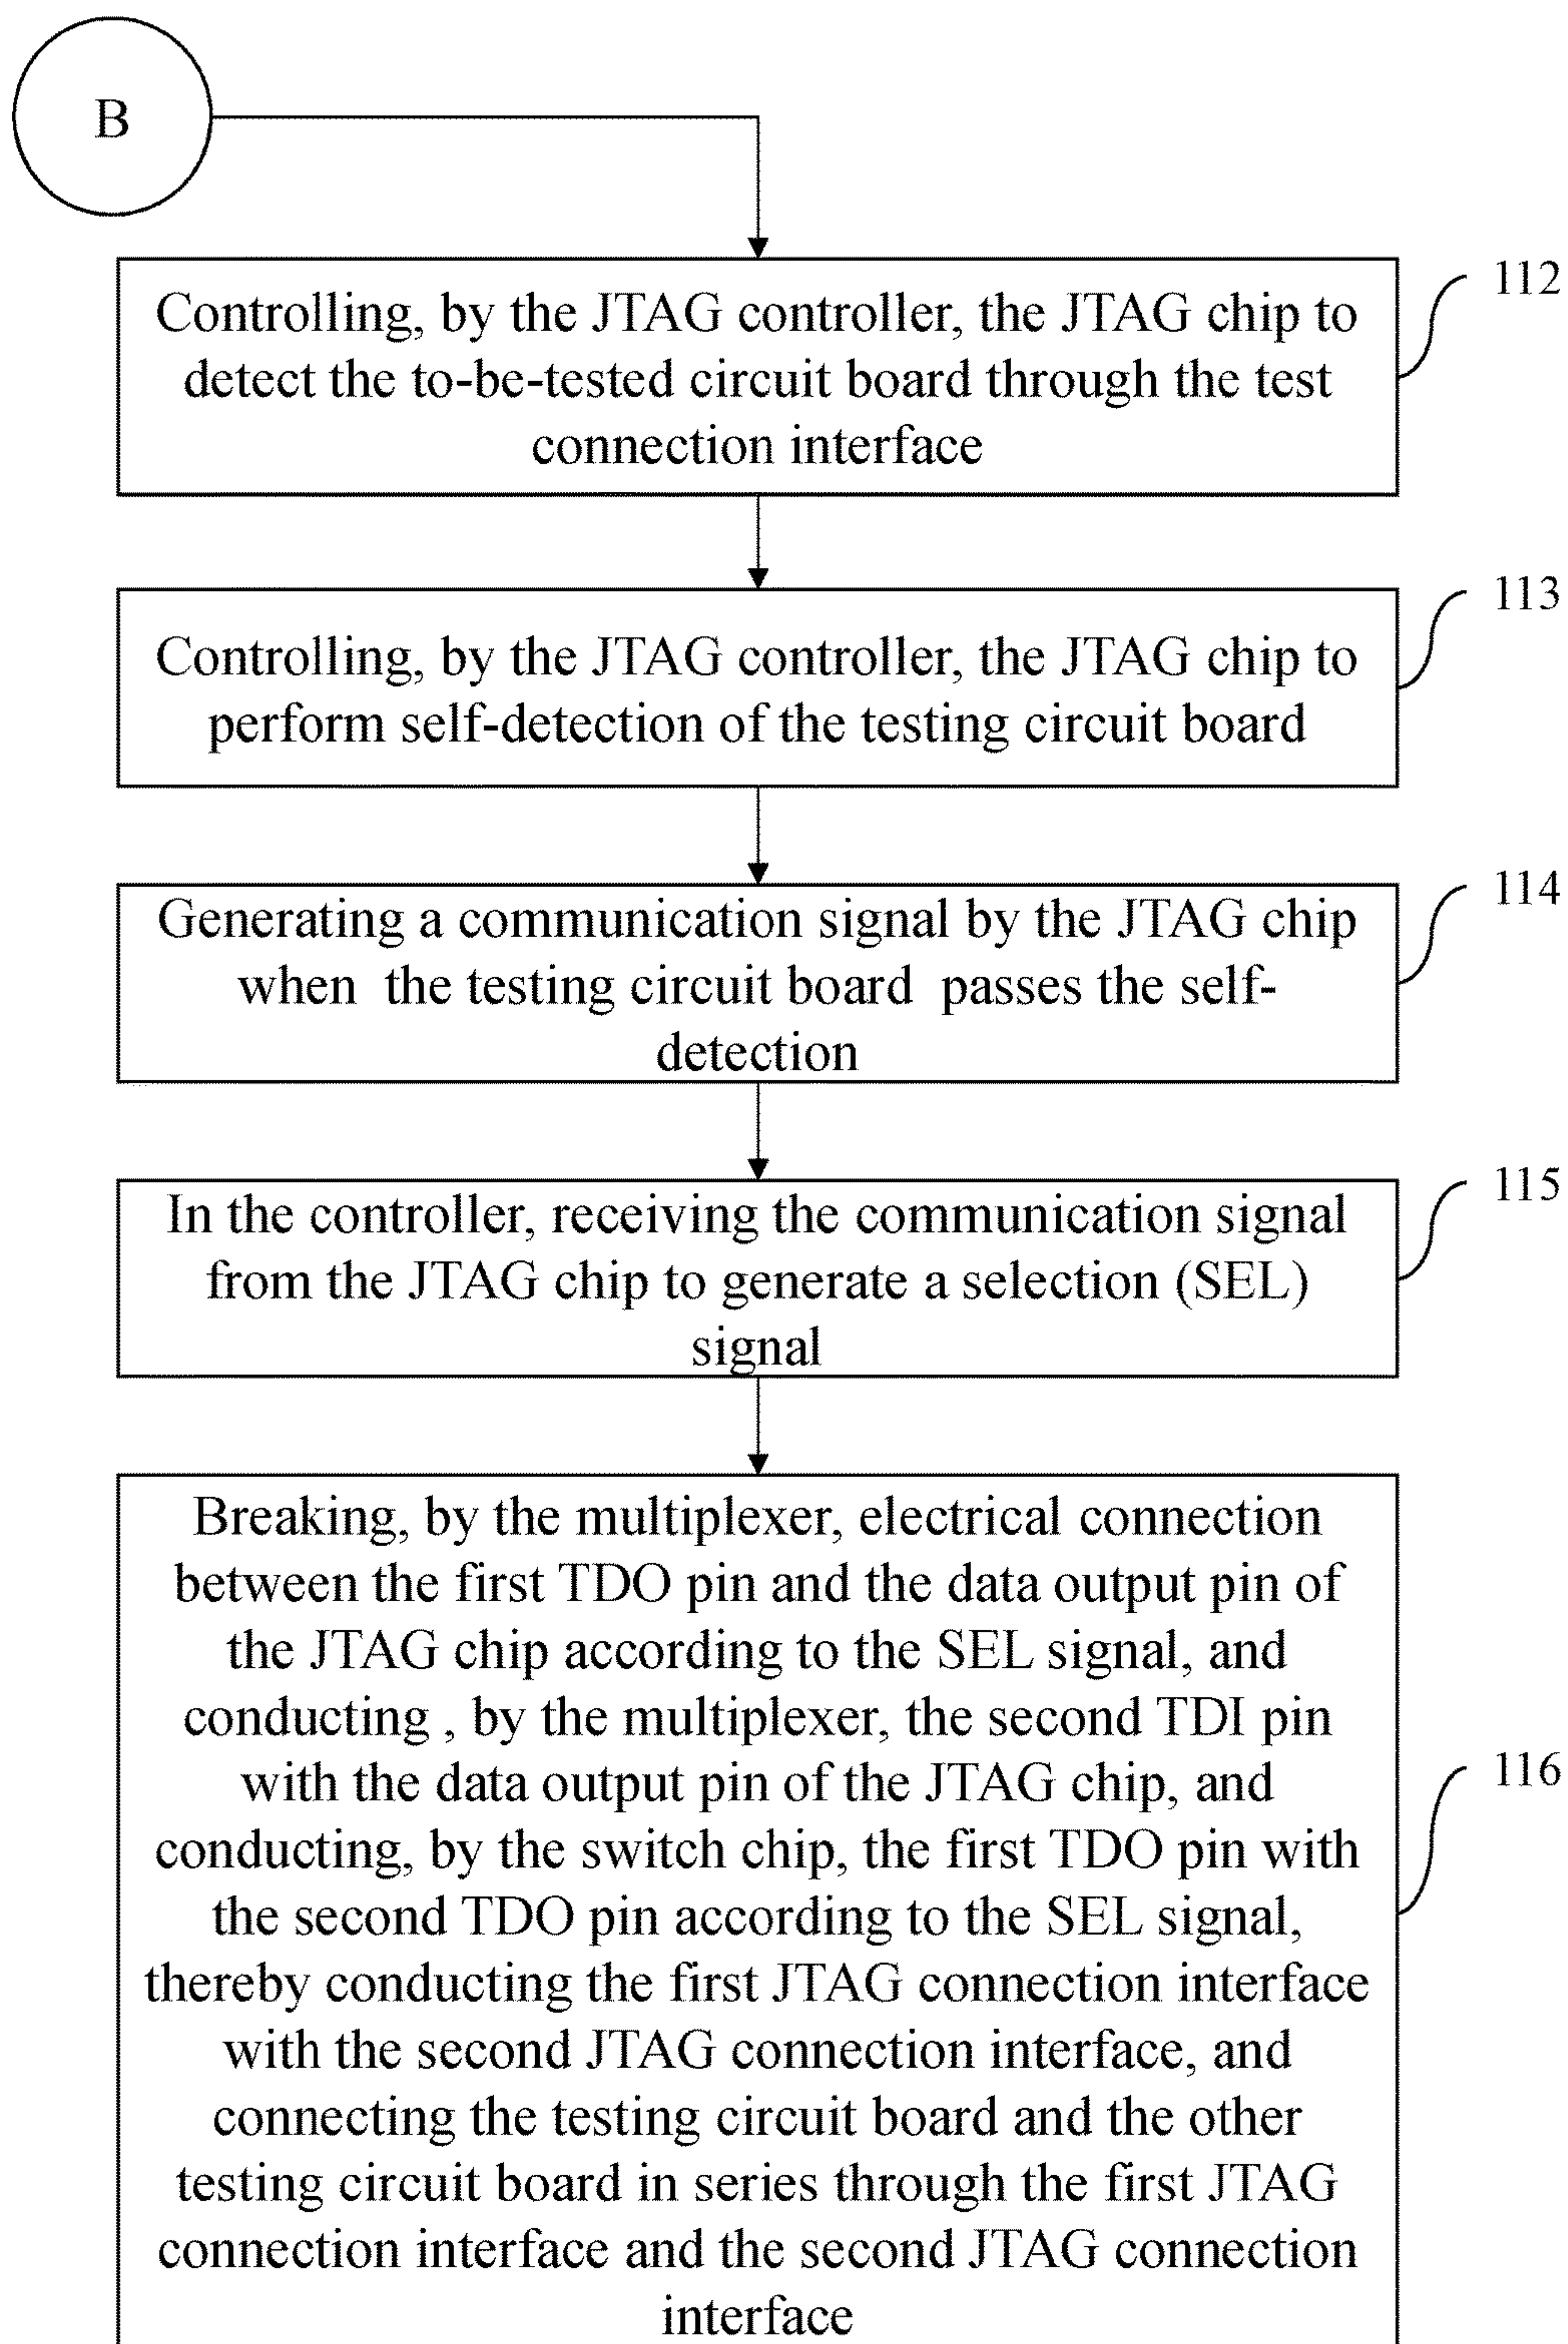 B
112
Controlling, by the JTAG controller, the JTAG chip to
detect the to-be-tested circuit board through the test
connection interface
113
Controlling, by the JTAG controller, the JTAG chip to
perform self-detection of the testing circuit board
114
Generating a communication signal by the JTAG chip
when the testing circuit board passes the self-
detection
115
In the controller, receiving the communication signal
from the JTAG chip to generate a selection (SEL)
signal
116
Breaking, by the multiplexer, electrical connection
between the first TDO pin and the data output pin of
the JTAG chip according to the SEL signal, and
conducting , by the multiplexer, the second TDI pin
with the data output pin of the JTAG chip, and
conducting, by the switch chip, the first TDO pin with
the second TDO pin according to the SEL signal,
thereby conducting the first JTAG connection interface
with the second JTAG connection interface, and
connecting the testing circuit board and the other
testing circuit board in series through the first JTAG
connection interface and the second JTAG connection
interface